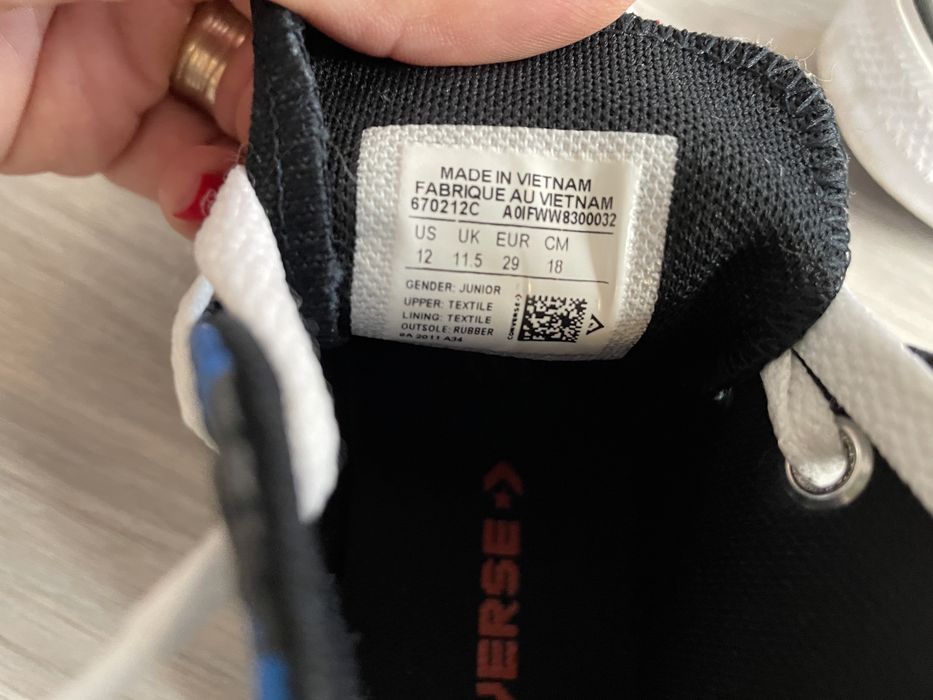 MADE IN VIETNAM
FABRIQUE AU VIETNAM
670212C A0IFWW8300032
US UK EUR CM
12 11.5 29 18
GENDER: JUNIOR
UPPER: TEXTILE
LINING: TEXTILE
OUTSOLE: RUBBER
CONVERSE
VERSE